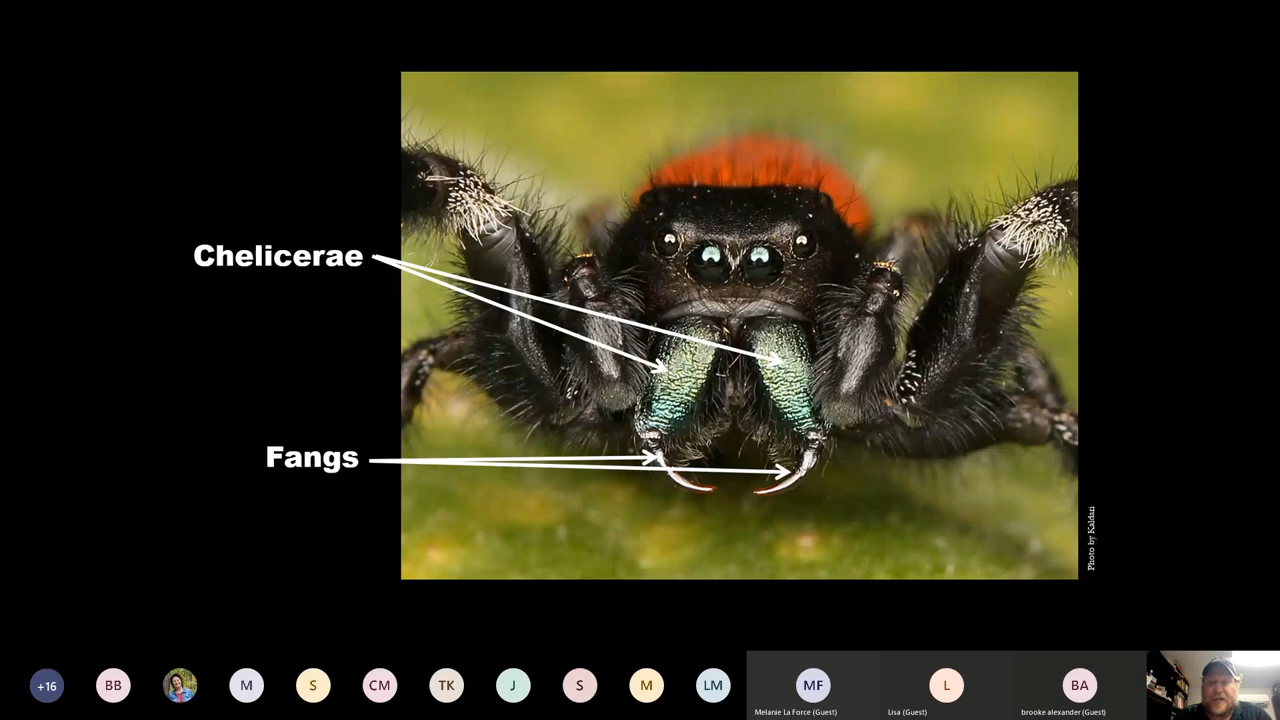 Chelicerae
Fangs
Photo by Kaldari
+16
BB
M
S
CM
TK
J
S
M
LM
MF
L
BA
Melanie La Force (Guest)
Lisa (Guest)
brooke alexander (Guest)